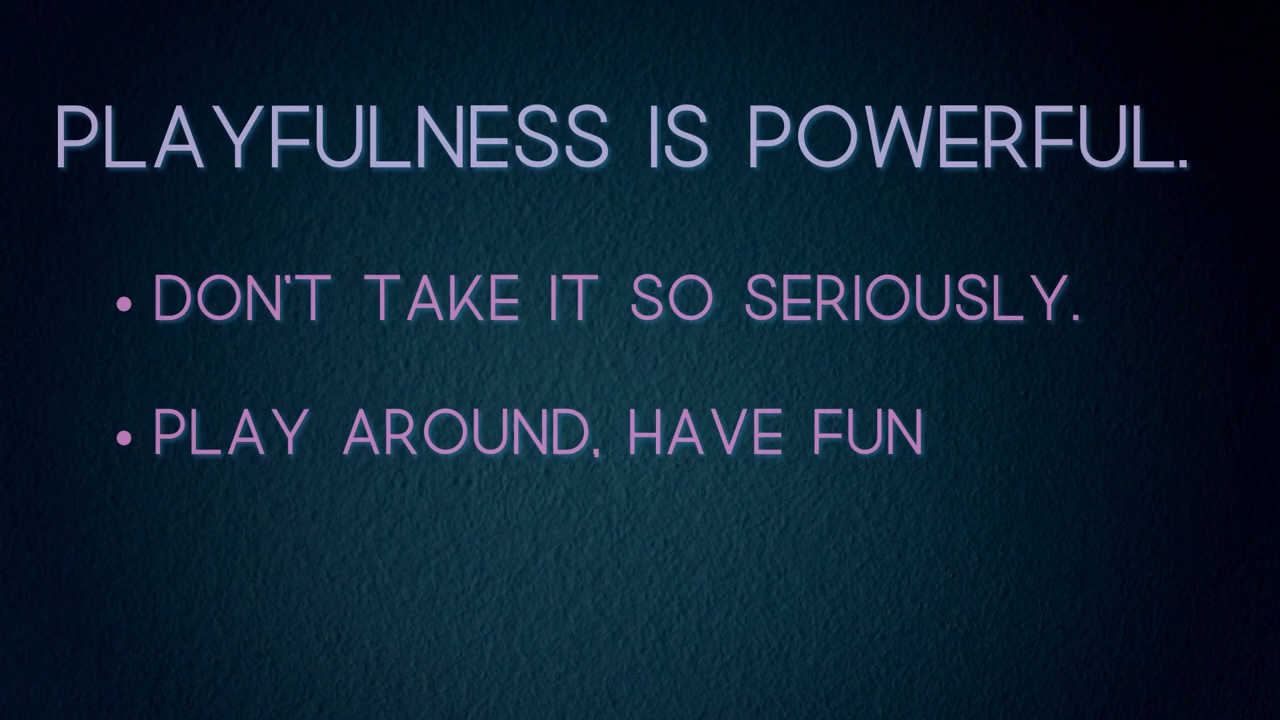 PLAYFULNESS IS POWERFUL.
• DON'T TAKE IT SO SERIOUSLY.
• PLAY AROUND, HAVE FUN